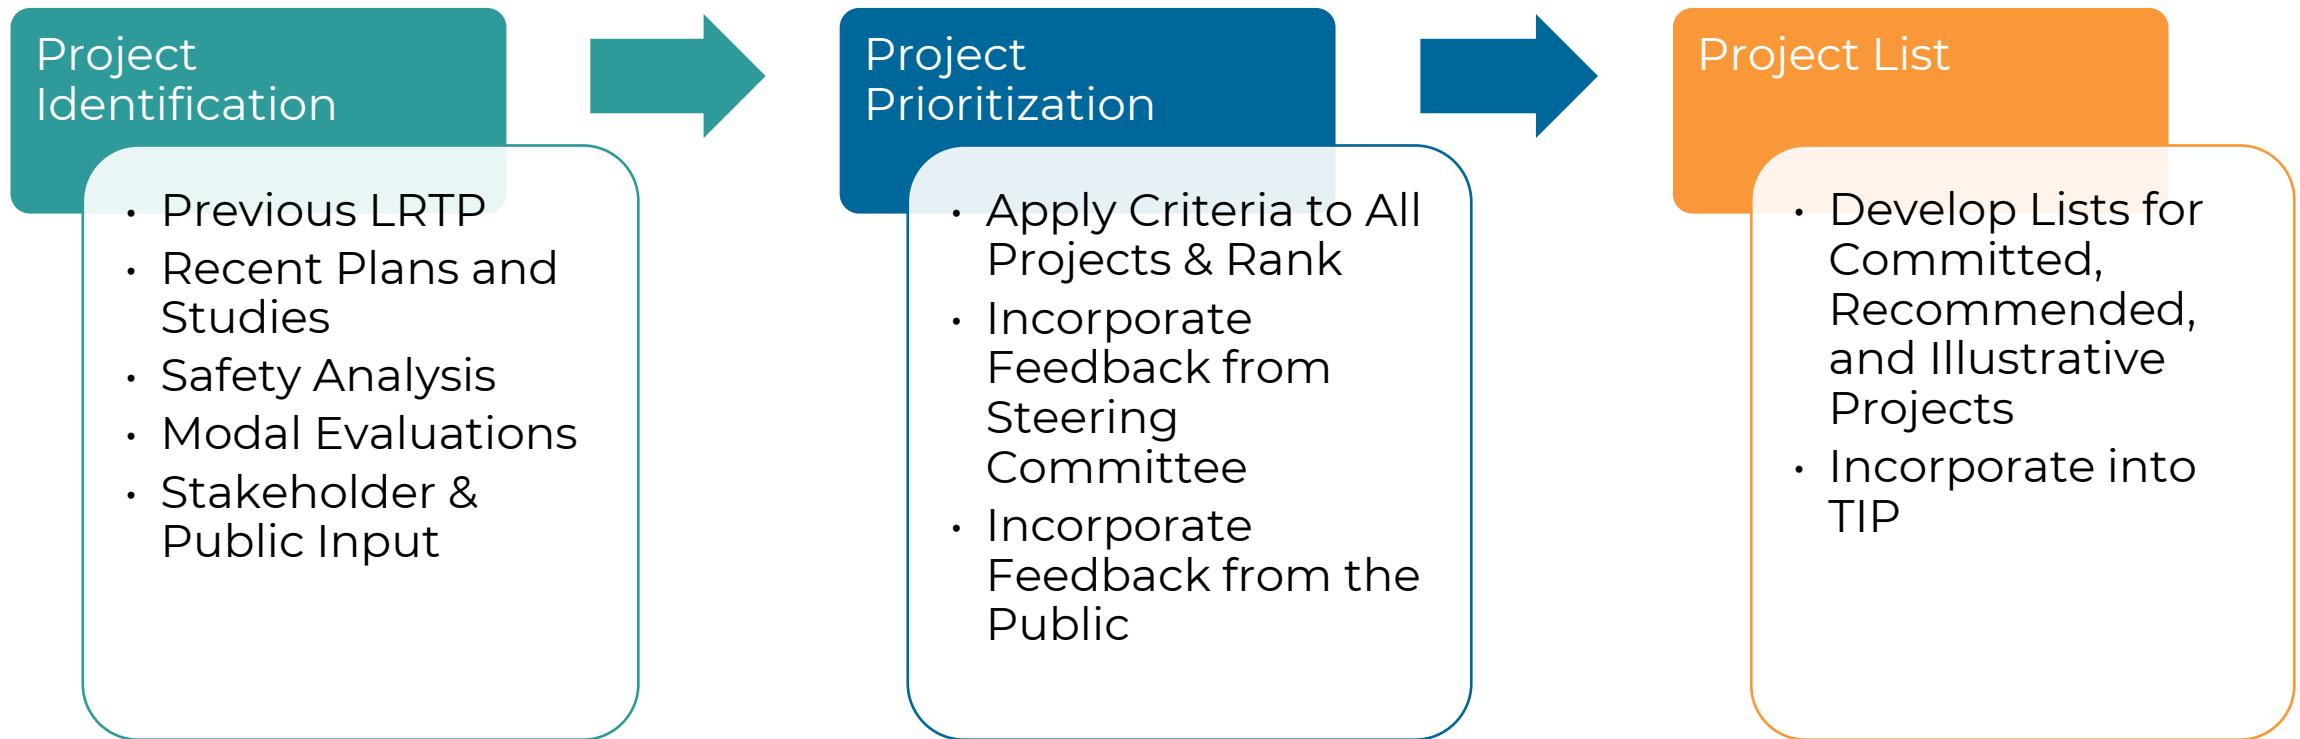 Project
Identification
• Previous LRTP
• Recent Plans and
Studies
• Safety Analysis
• Modal Evaluations
• Stakeholder &
Public Input
Project
Prioritization
• Apply Criteria to All
Projects & Rank
• Incorporate
Feedback from
Steering
Committee
• Incorporate
Feedback from the
Public
Project List
• Develop Lists for
Committed,
Recommended,
and Illustrative
Projects
• Incorporate into
TIP